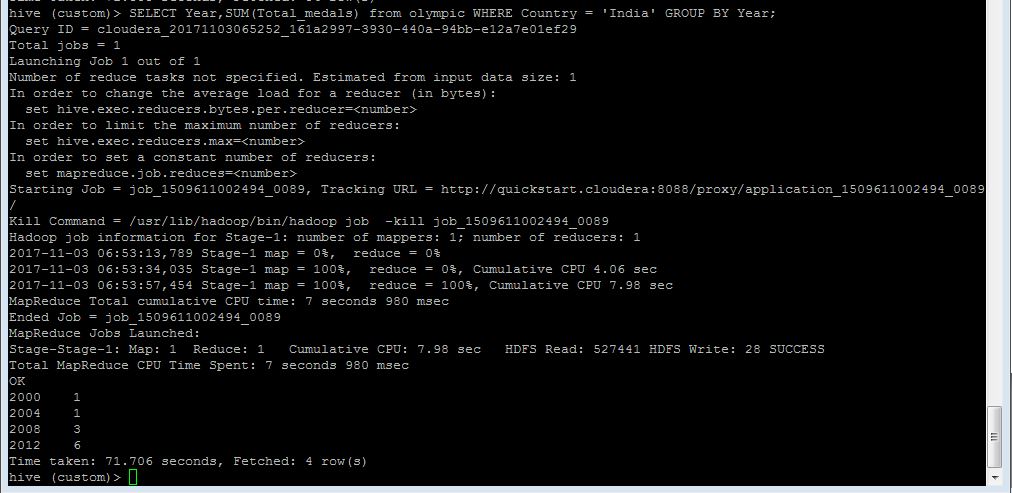 hive (custom)> SELECT Year,SUM(Total_medals) from olympic WHERE Country = 'India' GROUP BY Year;
Query ID = cloudera_20171103065252_161a2997-3930-440a-94bb-e12a7e01ef29
Total jobs = 1
Launching Job 1 out of 1
Number of reduce tasks not specified. Estimated from input data size: 1
In order to change the average load for a reducer (in bytes):
  set hive.exec.reducers.bytes.per.reducer=<number>
In order to limit the maximum number of reducers:
  set hive.exec.reducers.max=<number>
In order to set a constant number of reducers:
  set mapreduce.job.reduces=<number>
Starting Job = job_1509611002494_0089, Tracking URL = http://quickstart.cloudera:8088/proxy/application_1509611002494_0089
/
Kill Command = /usr/lib/hadoop/bin/hadoop job  -kill job_1509611002494_0089
Hadoop job information for Stage-1: number of mappers: 1; number of reducers: 1
2017-11-03 06:53:13,789 Stage-1 map = 0%,  reduce = 0%
2017-11-03 06:53:34,035 Stage-1 map = 100%,  reduce = 0%, Cumulative CPU 4.06 sec
2017-11-03 06:53:57,454 Stage-1 map = 100%,  reduce = 100%, Cumulative CPU 7.98 sec
MapReduce Total cumulative CPU time: 7 seconds 980 msec
Ended Job = job_1509611002494_0089
MapReduce Jobs Launched:
Stage-Stage-1: Map: 1  Reduce: 1   Cumulative CPU: 7.98 sec   HDFS Read: 527441 HDFS Write: 28 SUCCESS
Total MapReduce CPU Time Spent: 7 seconds 980 msec
OK
2000    1
2004    1
2008    3
2012    6
Time taken: 71.706 seconds, Fetched: 4 row(s)
hive (custom)>